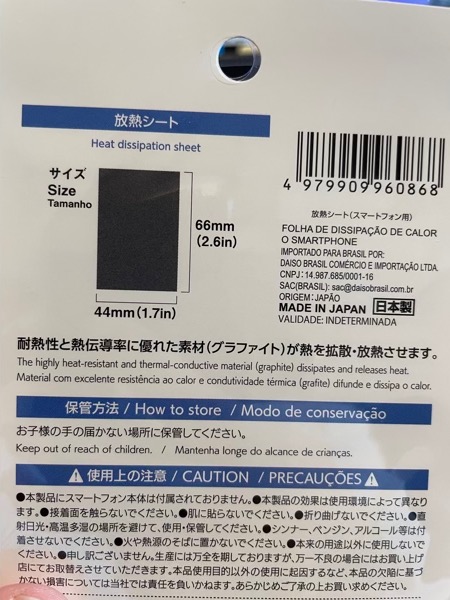 放熱シート
Heat dissipation sheet
サイズ
Size
Tamanho
66mm
(2.6in)
44mm(1.7in)
4 979909 960868
放熱シート(スマートフォン用)
FOLHA DE DISSIPAÇÃO DE CALOR
O SMARTPHONE
IMPORTADO PARA BRASIL POR:
DAISO BRASIL COMÉRCIO E IMPORTAÇÃO LTDA.
CNPJ : 14.987.685/0001-16
SAC(BRASIL) : sac@daisobrasil.com.br
ORIGEM : JAPÃO
MADE IN JAPAN 日本製
VALIDADE: INDETERMINADA
耐熱性と熱伝導率に優れた素材(グラファイト)が熱を拡散・放熱させます。
The highly heat-resistant and thermal-conductive material (graphite) dissipates and releases heat.
Material com excelente resistência ao calor e condutividade térmica (grafite) difunde e dissipa o calor.
保管方法 / How to store / Modo de conservação
お子様の手の届かない場所に保管してください。
Keep out of reach of children. / Mantenha longe do alcance de crianças.
⚠使用上の注意 / CAUTION / PRECAUÇÕES⚠
●本製品にスマートフォン本体は付属されておりません。●本製品の効果は使用環境によって異なり
ます。●接着面を触らないでください。●肌に貼らないでください。●折り曲げないでください。●直
射日光・高温多湿の場所を避けて、使用・保管してください。●シンナー、ベンジン、アルコール等は付
着させないでください。●火や熱源のそばに置かないでください。●本来の用途以外に使用しないで
ください。●申し訳ございません。生産には万全を期しておりますが、万一不良の場合にはお買い上げ
店にてお取替えさせていただきます。本品使用目的以外の使用に起因するなど、本品の欠陥に基づ
かない損害については当社では責任を負いかねます。あらかじめご了承の上お買い